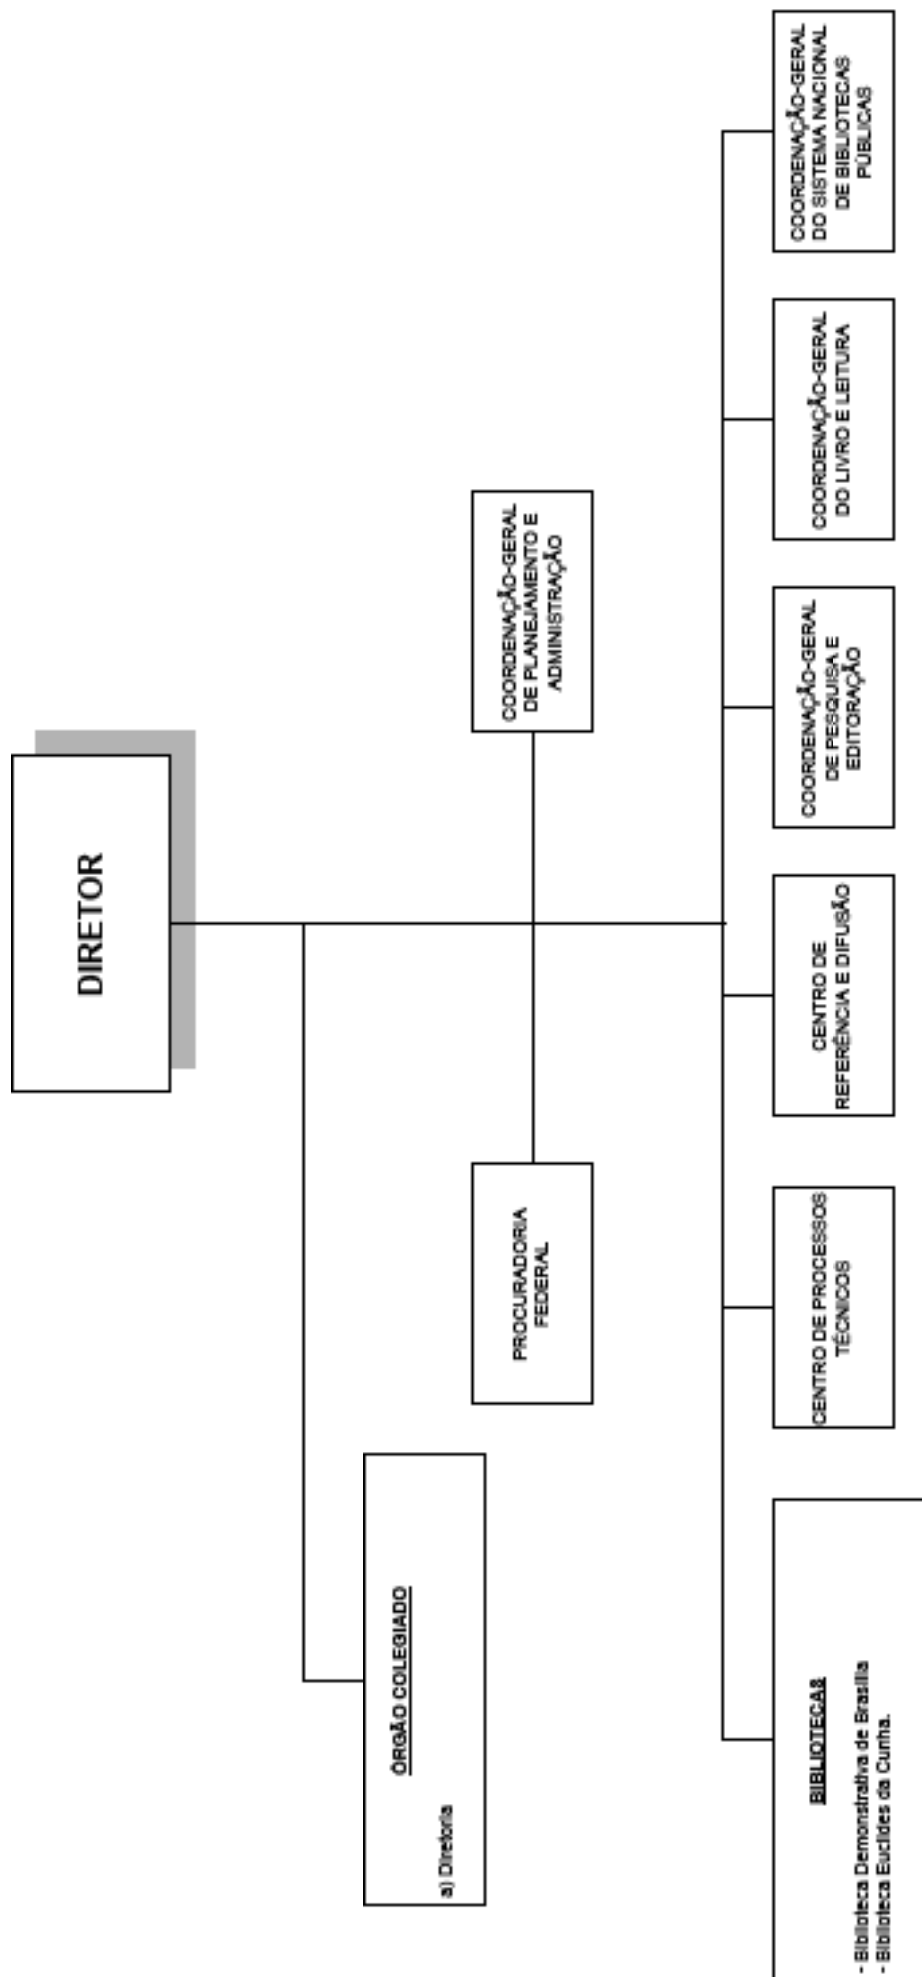 DIRETOR
ÓRGÃO COLEGIADO
a) Diretoria
PROCURADORIA
FEDERAL
COORDENAÇÃO-GERAL
DE PLANEJAMENTO E
ADMINISTRAÇÃO
BIBLIOTECAS
- Biblioteca Demonstrativa de Brasília
- Biblioteca Euclides da Cunha.
CENTRO DE PROCESSOS
TÉCNICOS
CENTRO DE
REFERÊNCIA E DIFUSÃO
COORDENAÇÃO-GERAL
DE PESQUISA E
EDITORAÇÃO
COORDENAÇÃO-GERAL
DO LIVRO E LEITURA
COORDENAÇÃO-GERAL
DO SISTEMA NACIONAL
DE BIBLIOTECAS
PÚBLICAS